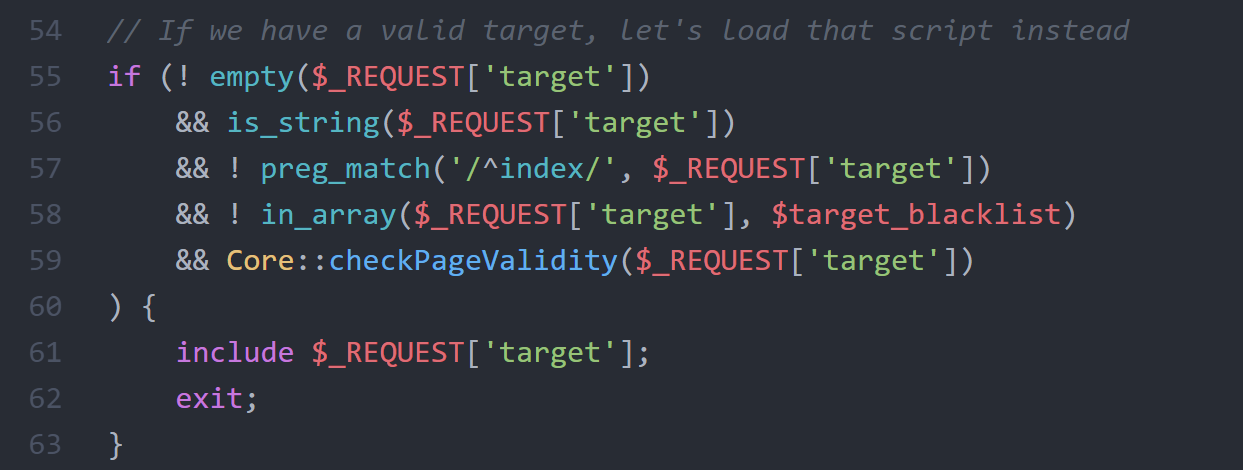 54 // If we have a valid target, let's load that script instead
55 if (! empty($_REQUEST['target'])
56     && is_string($_REQUEST['target'])
57     && ! preg_match('/^index/', $_REQUEST['target'])
58     && ! in_array($_REQUEST['target'], $target_blacklist)
59     && Core::checkPageValidity($_REQUEST['target'])
60 ) {
61     include $_REQUEST['target'];
62     exit;
63 }